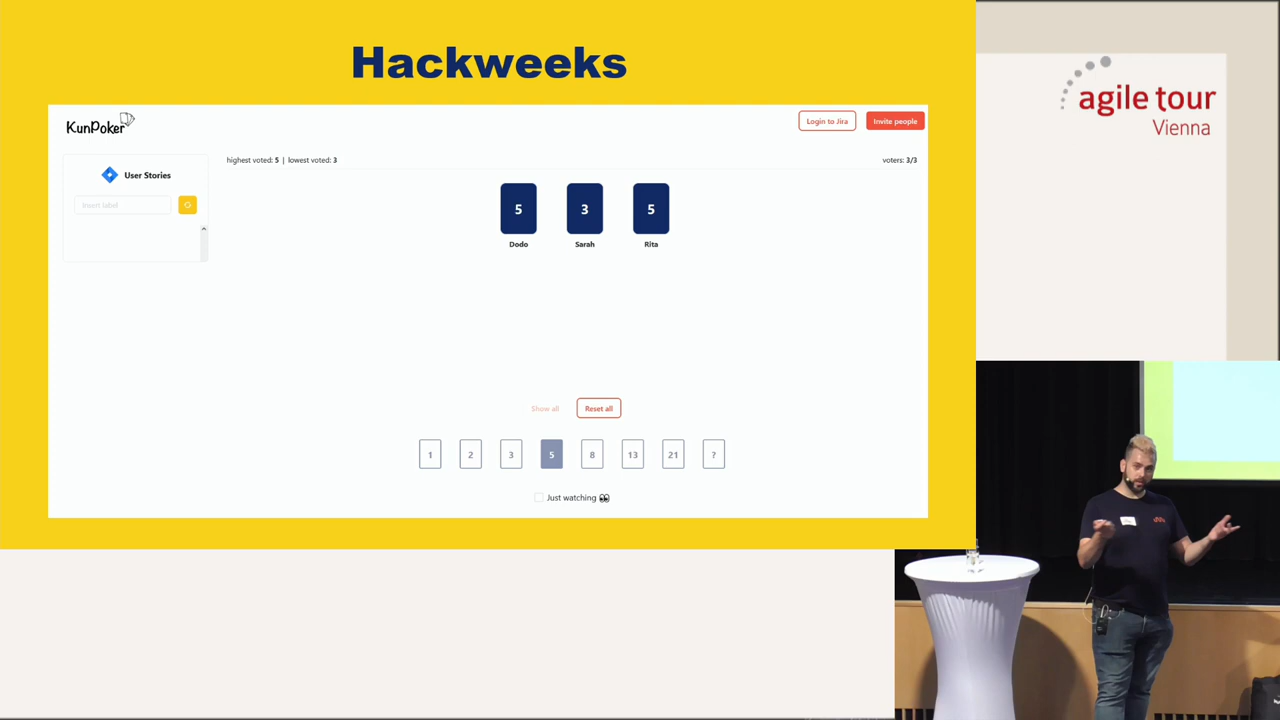 Hackweeks
KunPoker
Login to Jira
Invite people
User Stories
Insert label
highest voted: 5 | lowest voted: 3
voters: 3/3
5
3
5
Dodo
Sarah
Rita
Show all
Reset all
1
2
3
5
8
13
21
?
Just watching
agile tour
Vienna